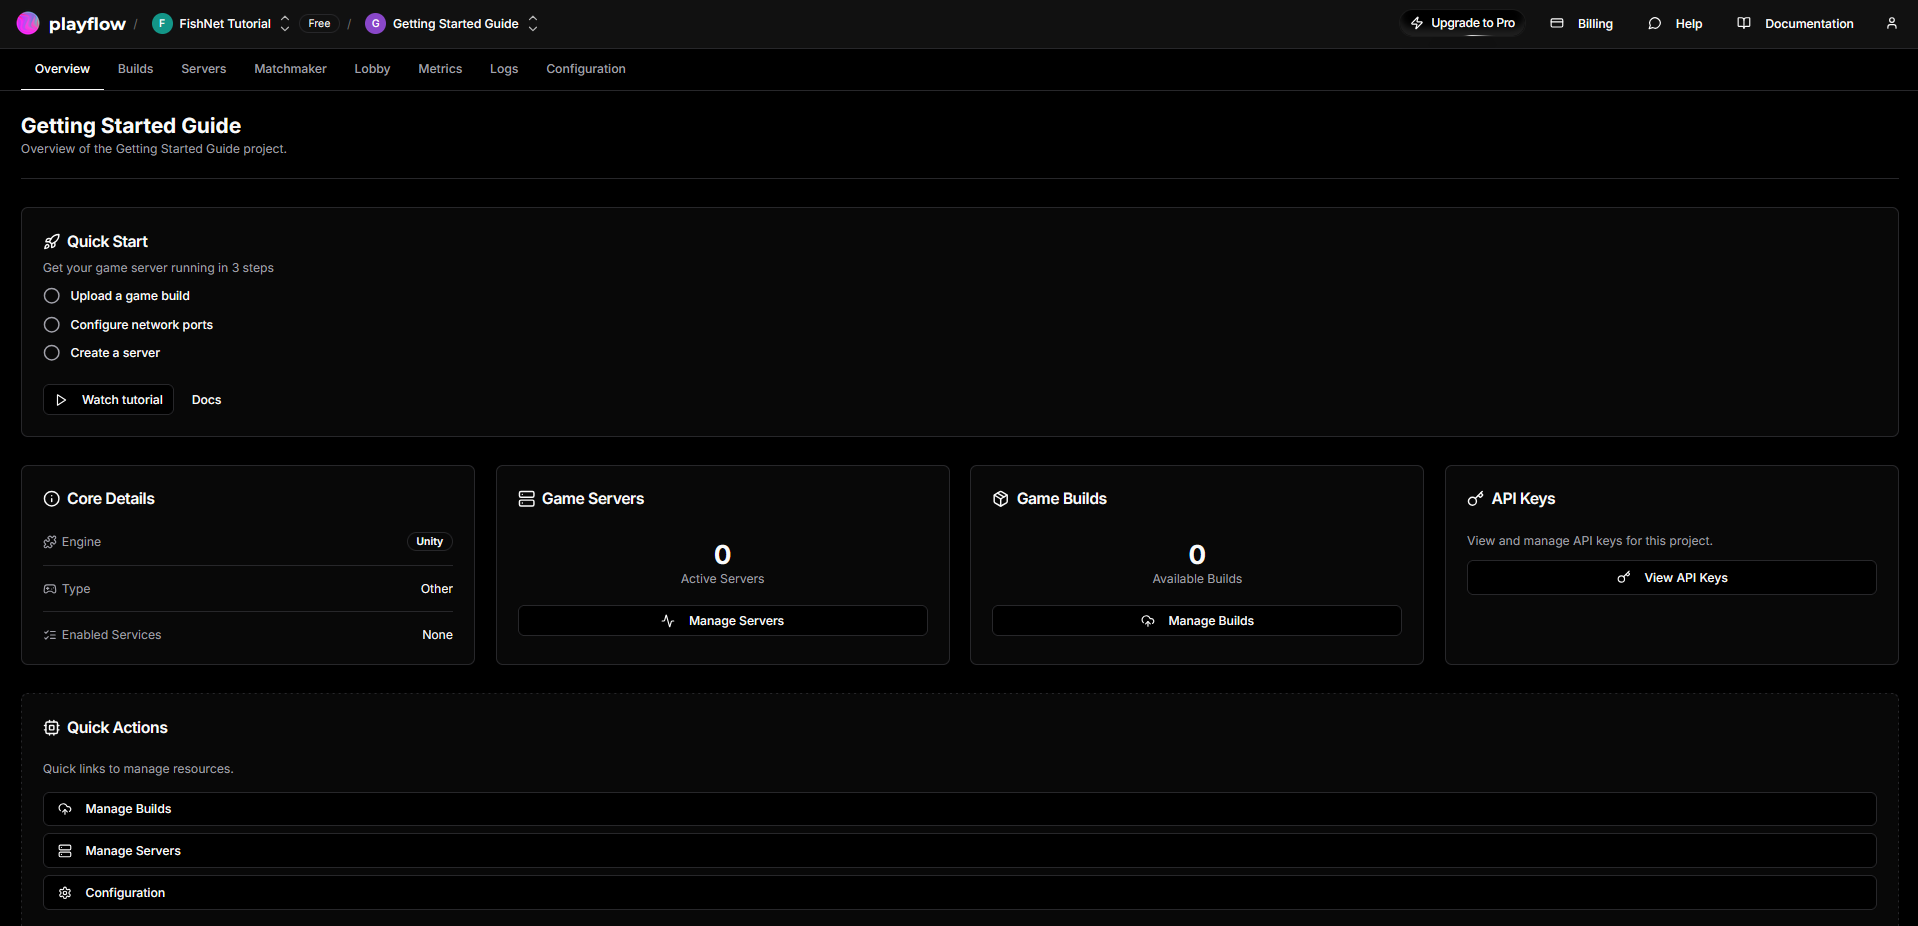 playflow / F FishNet Tutorial Free / G Getting Started Guide Upgrade to Pro Billing Help Documentation
Overview Builds Servers Matchmaker Lobby Metrics Logs Configuration
Getting Started Guide
Overview of the Getting Started Guide project.
Quick Start
Get your game server running in 3 steps
Upload a game build
Configure network ports
Create a server
Watch tutorial Docs
Core Details
Engine Unity
Type Other
Enabled Services None
Game Servers
0
Active Servers
Manage Servers
Game Builds
0
Available Builds
Manage Builds
API Keys
View and manage API keys for this project.
View API Keys
Quick Actions
Quick links to manage resources.
Manage Builds
Manage Servers
Configuration